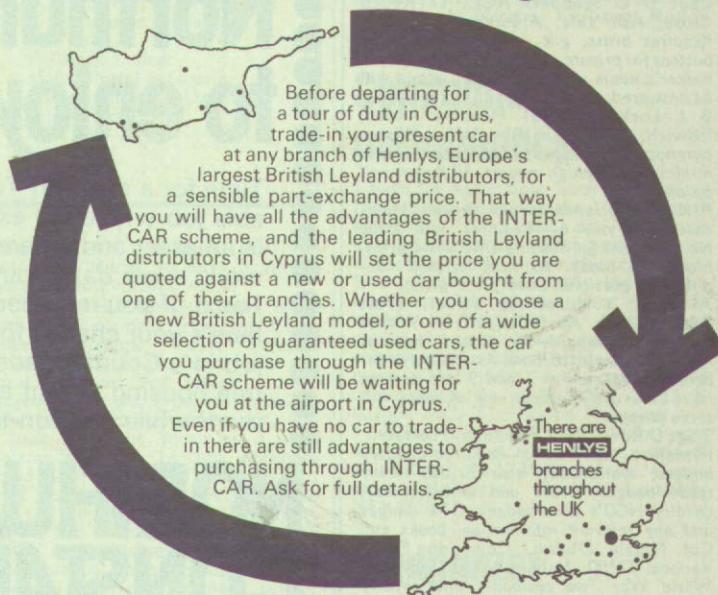 Before departing for
a tour of duty in Cyprus,
trade-in your present car
at any branch of Henlys, Europe's
largest British Leyland distributors, for
a sensible part-exchange price. That way
you will have all the advantages of the INTER-
CAR scheme, and the leading British Leyland
distributors in Cyprus will set the price you are
quoted against a new or used car bought from
one of their branches. Whether you choose a
new British Leyland model, or one of a wide
selection of guaranteed used cars, the car
you purchase through the INTER-
CAR scheme will be waiting for
you at the airport in Cyprus.
Even if you have no car to trade-
in there are still advantages to
purchasing through INTER-
CAR. Ask for full details.
There are
HENLYS
branches
throughout
the UK